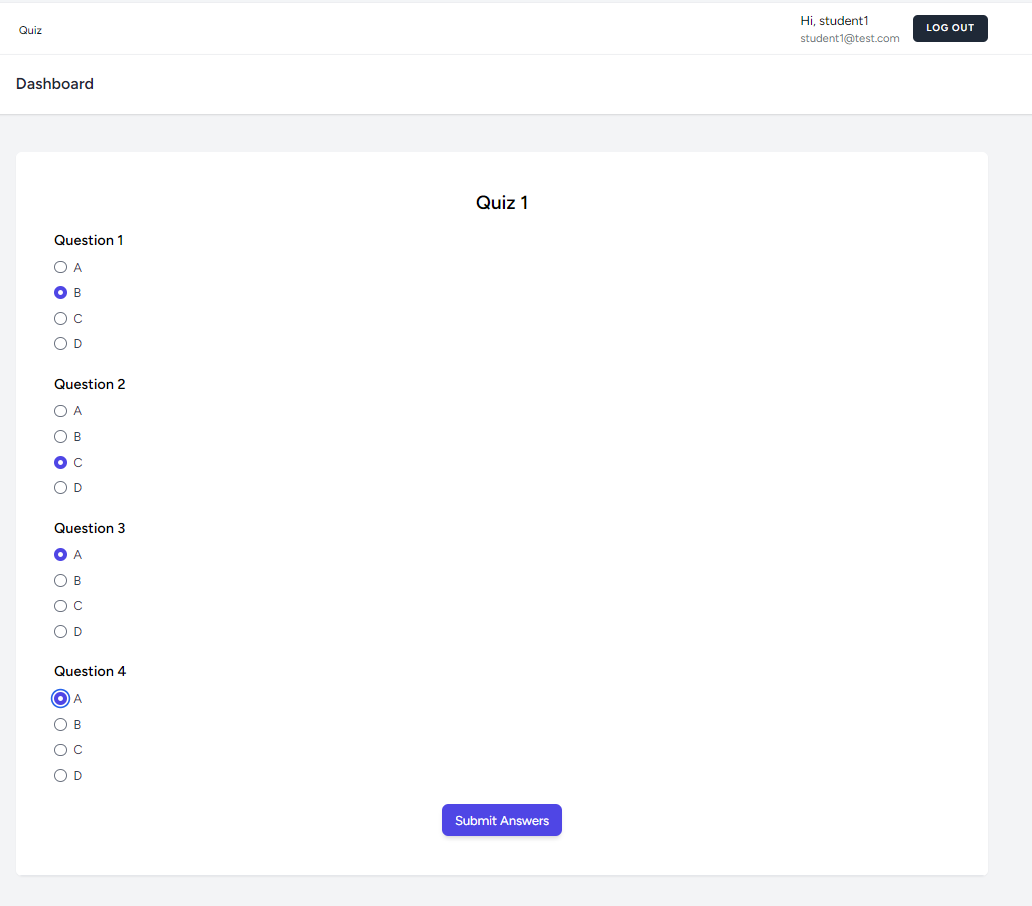 Quiz
Hi, student1
student1@test.com
LOG OUT
Dashboard
Quiz 1
Question 1
A
B
C
D
Question 2
A
B
C
D
Question 3
A
B
C
D
Question 4
A
B
C
D
Submit Answers